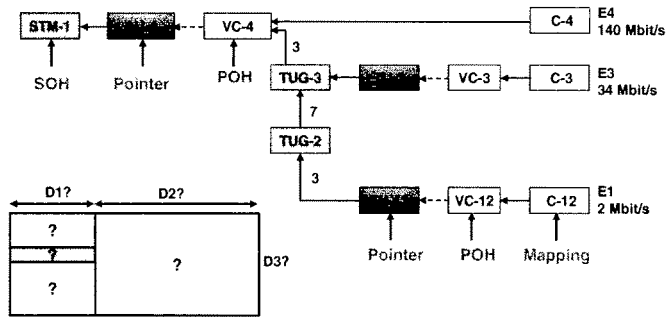 STM-1
VC-4
C-4
E4
140 Mbit/s
3
SOH
Pointer
POH
TUG-3
VC-3
C-3
E3
34 Mbit/s
7
TUG-2
3
VC-12
C-12
E1
2 Mbit/s
Pointer
POH
Mapping
D1?
D2?
?
?
?
?
D3?